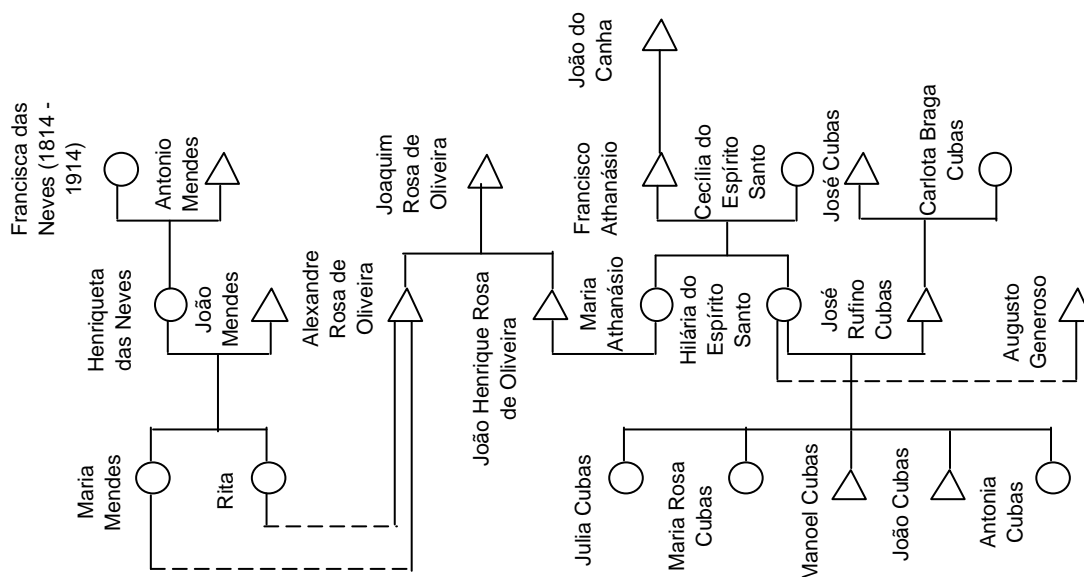 Francisca das
Neves (1814 -
1914)
Antonio
Mendes
João do
Canha
Joaquim
Rosa de
Oliveira
Francisco
Athanásio
Cecília do
Espírito
Santo
José Cubas
Carlota Braga
Cubas
Henriqueta
das Neves
João
Mendes
Alexandre
Rosa de
Oliveira
João Henrique Rosa
de Oliveira
Maria
Athanásio
Hilária do
Espírito
Santo
José
Rufino
Cubas
Augusto
Generoso
Maria
Mendes
Rita
Julia Cubas
Maria Rosa
Cubas
Manoel Cubas
João Cubas
Antonia
Cubas